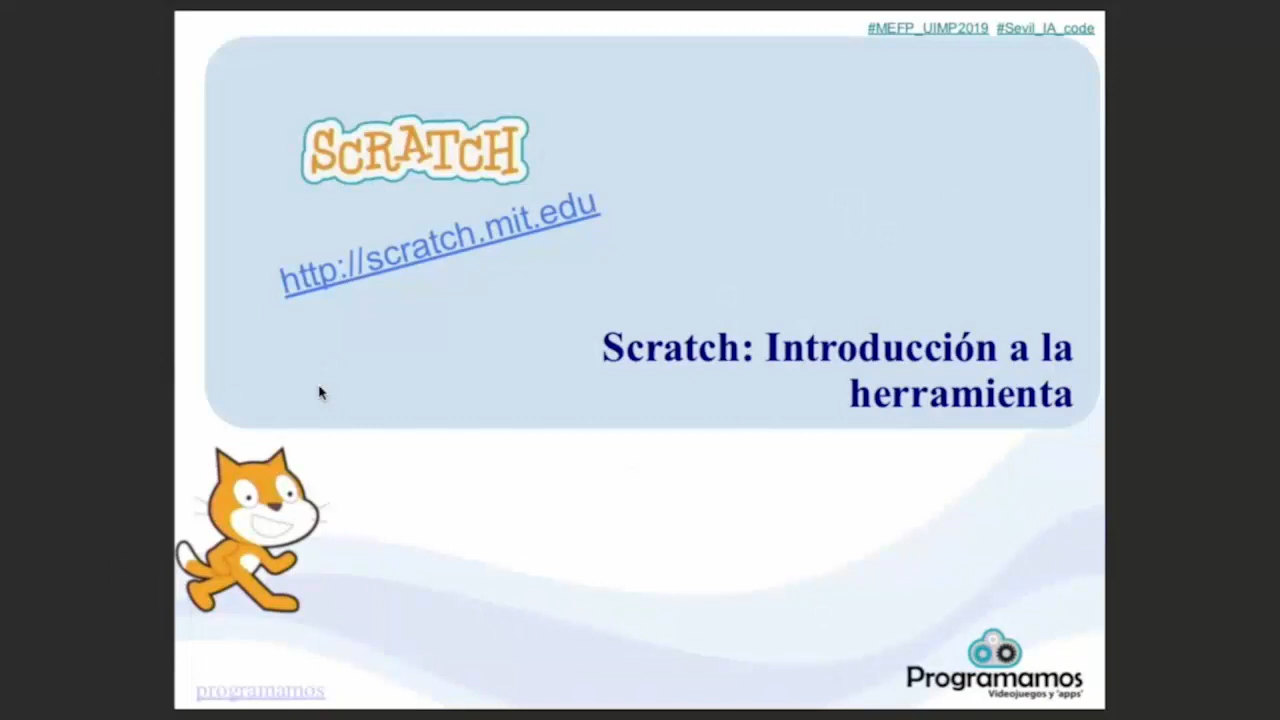 #MEFP_UIMP2019 #Sevil_IA_code
SCRATCH
http://scratch.mit.edu
Scratch: Introducción a la
herramienta
programamos
Programamos
Videojuegos y 'apps'